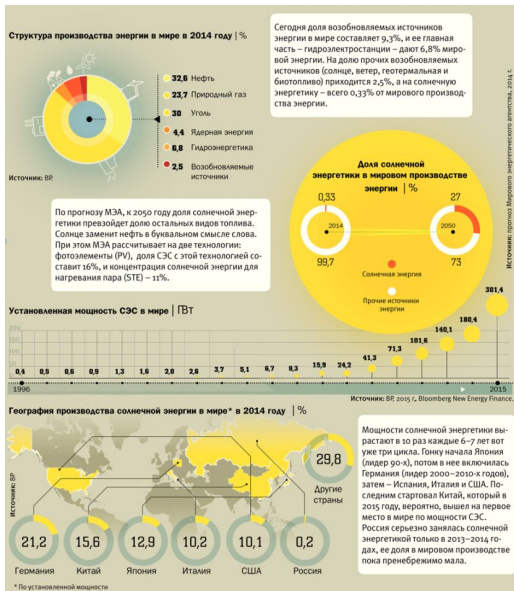 Структура производства энергии в мире в 2014 году | %
32,6 Нефть
23,7 Природный газ
30 Уголь
4,4 Ядерная энергия
6,8 Гидроэнергетика
2,5 Возобновляемые
источники
Источник: BP.
Сегодня доля возобновляемых источников
энергии в мире составляет 9,3%, и ее главная
часть – гидроэлектростанции – дают 6,8% миро-
вой энергии. На долю прочих возобновляемых
источников (солнце, ветер, геотермальная и
биотопливо) приходится 2,5%, а на солнечную
энергетику – всего 0,33% от мирового производ-
ства энергии.
По прогнозу МЭА, к 2050 году доля солнечной энер-
гетики превзойдет долю остальных видов топлива.
Солнце заменит нефть в буквальном смысле слова.
При этом МЭА рассчитывает на две технологии:
фотоэлементы (PV), доля СЭС с этой технологией со-
ставит 16%, и концентрация солнечной энергии для
нагревания пара (STE) – 11%.
Доля солнечной
энергетики в мировом производстве
энергии | %
0,33
27
2014
2050
99,7
73
Солнечная энергия
Прочие источники
энергии
Источник: прогноз Мирового энергетического агентства, 2014 г.
Установленная мощность СЭС в мире | ГВт
200
150
100
50
0
0,4 0,5 0,6 0,9 1,3 1,6 2,0 2,6 3,7 5,1 6,7 9,3 15,9 24,2 41,3 71,3 101,6 140,1 180,4 301,4
1996
2015
Источник: BP, 2015 г., Bloomberg New Energy Finance.
География производства солнечной энергии в мире* в 2014 году | %
Источник: BP
29,8
Другие
страны
21,2 15,6 12,9 10,2 10,1 0,2
Германия Китай Япония Италия США Россия
* По установленной мощности
Мощности солнечной энергетики вы-
растают в 10 раз каждые 6–7 лет вот
уже три цикла. Гонку начала Япония
(лидер 90-х), потом в нее включилась
Германия (лидер 2000–2010-х годов),
затем – Испания, Италия и США. По-
следним стартовал Китай, который в
2015 году, вероятно, вышел на первое
место в мире по мощности СЭС.
Россия серьезно занялась солнечной
энергетикой только в 2013–2014 го-
дах, ее доля в мировом производстве
пока пренебрежимо мала.